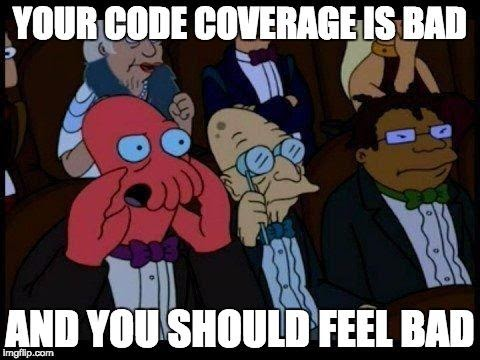 YOUR CODE COVERAGE IS BAD
AND YOU SHOULD FEEL BAD
imgflip.com